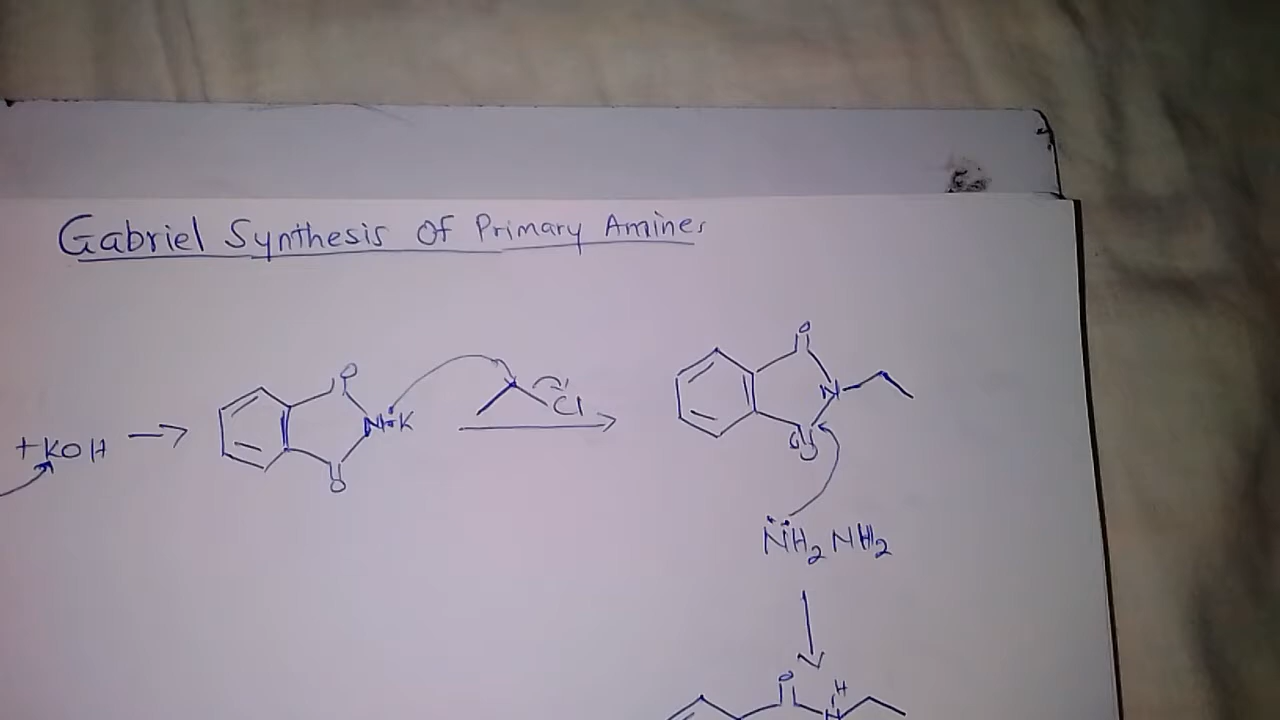 Gabriel Synthesis Of Primary Amines
O
O
+KOH
N:K
Cl
O
N
O
NH2NH2
O
H
N